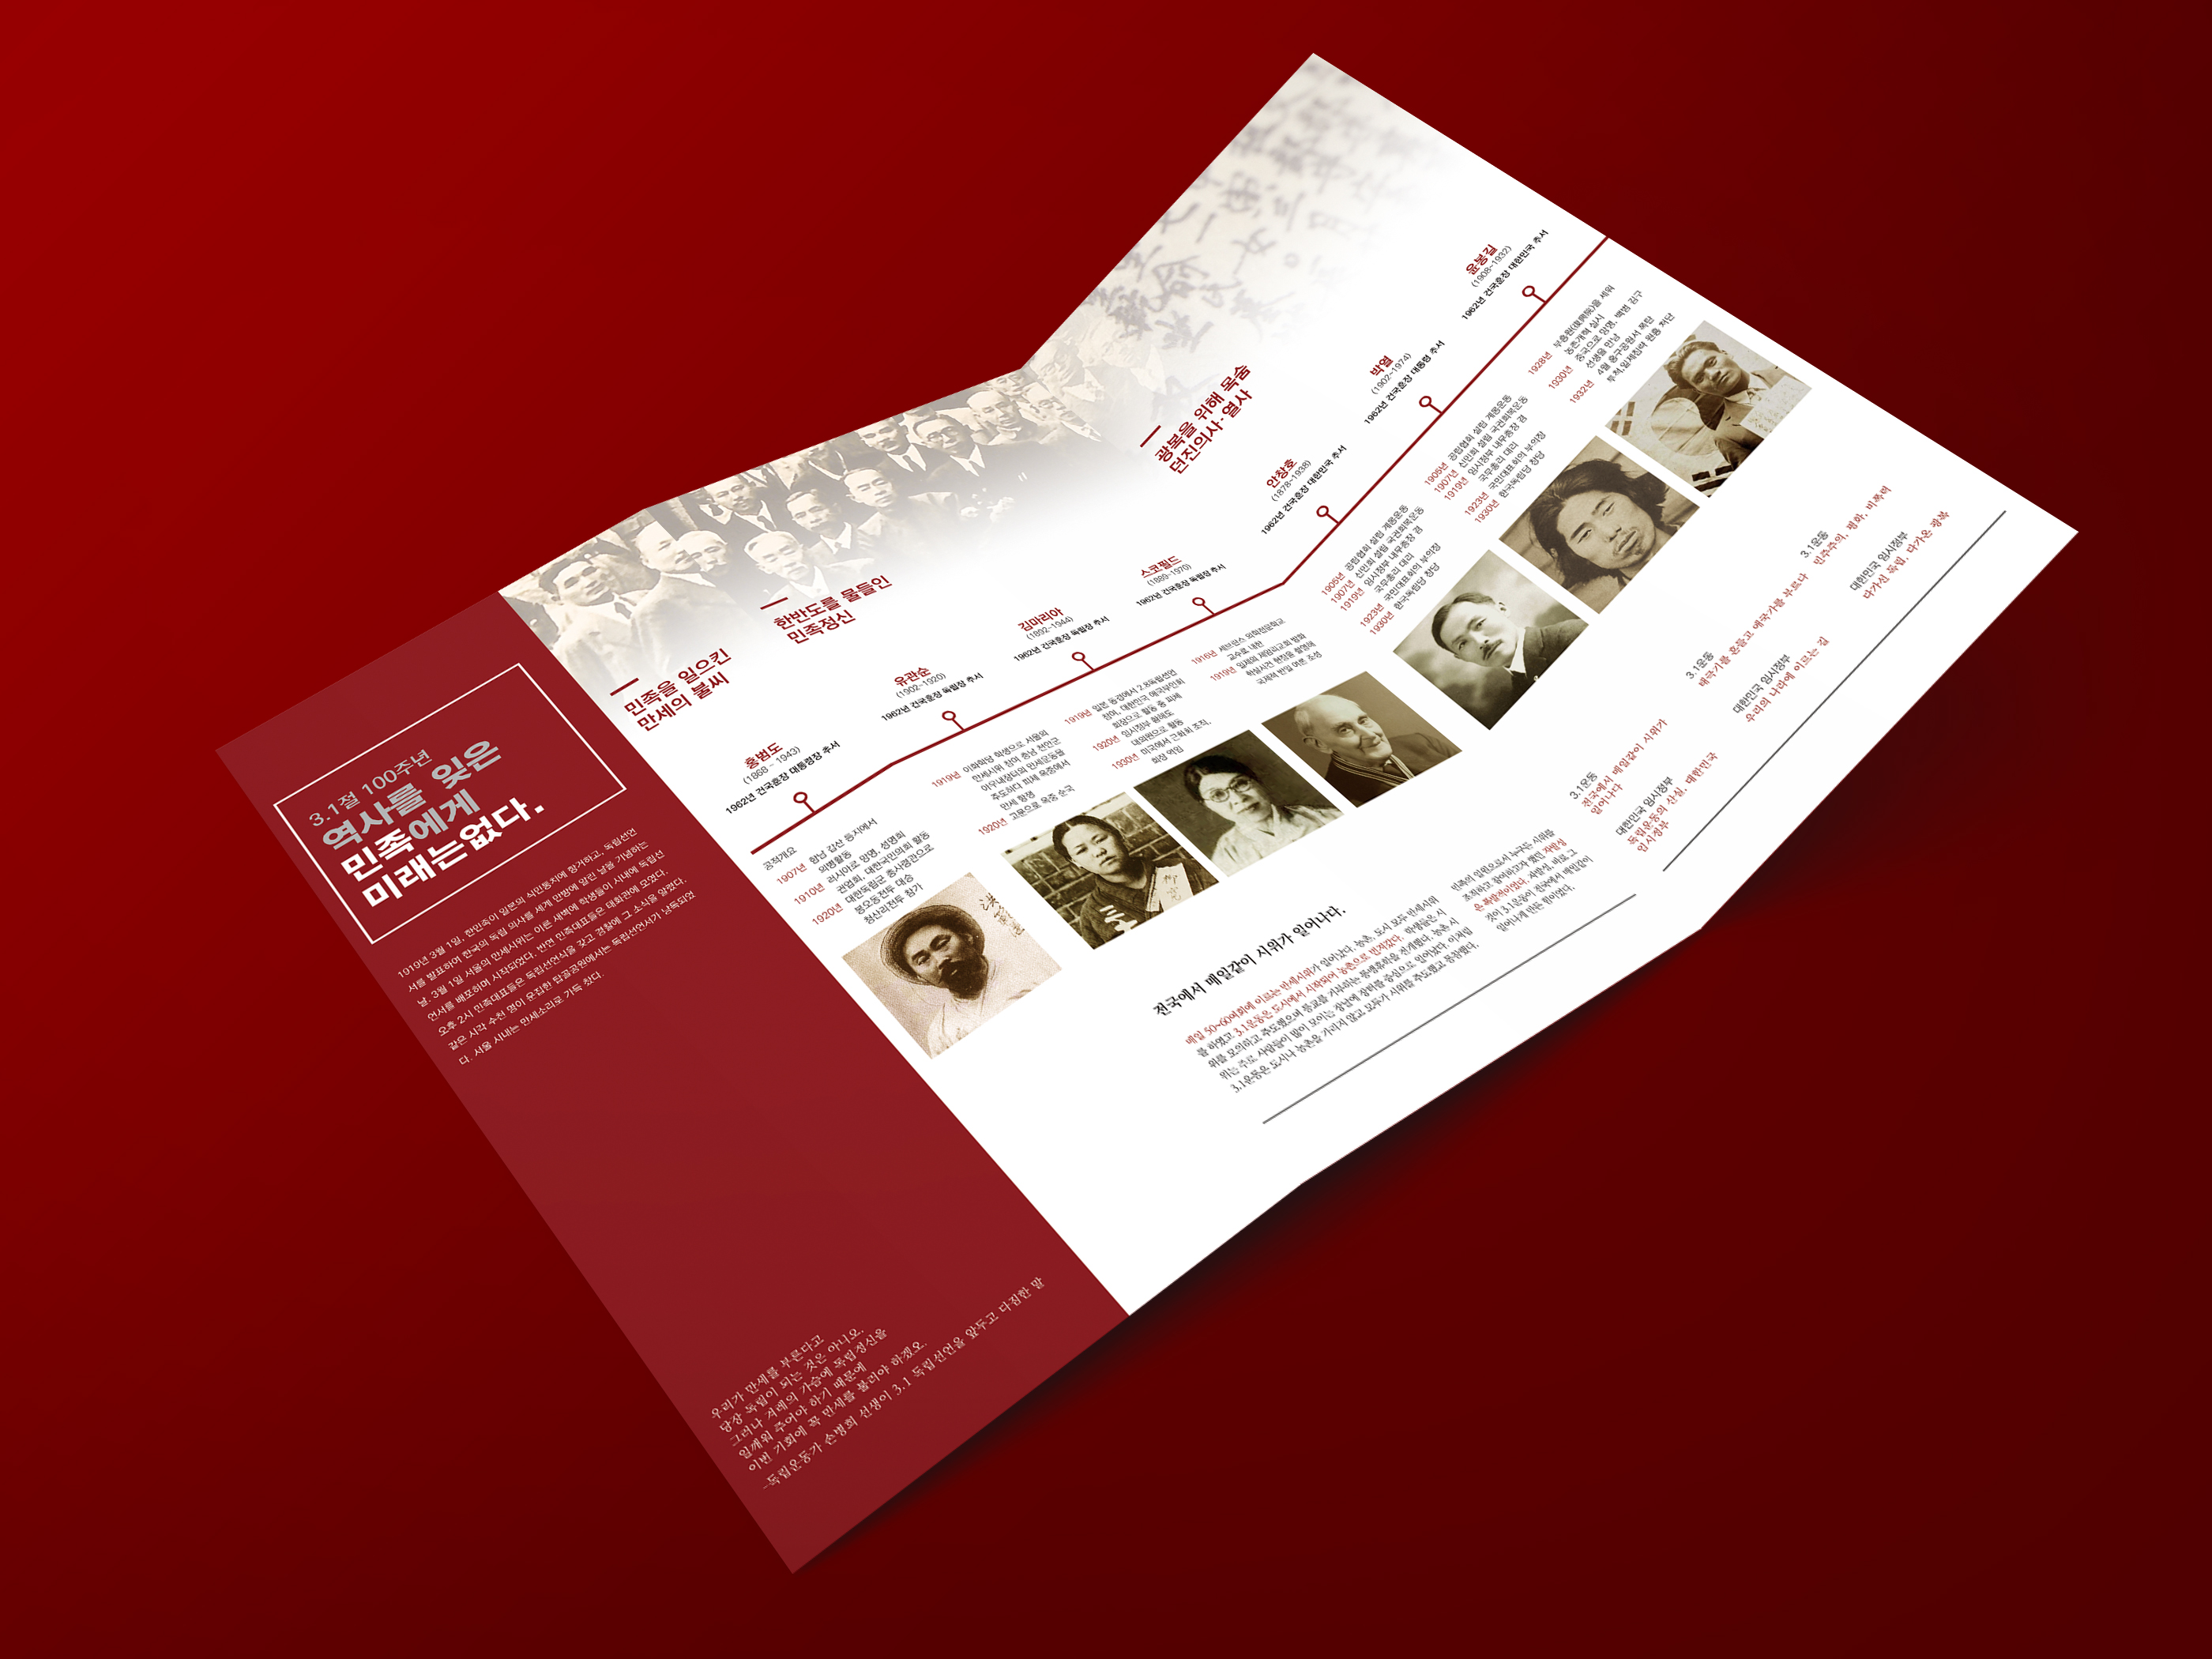 3.1절 100주년
역사를 잊은
민족에게
미래는없다.
1919년 3월 1일, 한민족이 일본의 식민통치에 항거하고, 독립선언
서를 발표하여 한국의 독립 의사를 세계 만방에 알린 날을 기념하는
날. 3월 1일 서울의 만세시위는 이른 새벽에 학생들이 시내에 독립선
언서를 배포하며 시작되었다. 반면 민족대표들은 태화관에 모였다.
오후 2시 민족대표들은 독립선언식을 갖고 경찰에 그 소식을 알렸다.
같은 시각 수천 명이 운집한 탑골공원에서는 독립선언서가 낭독되었
다. 서울 시내는 만세소리로 가득 찼다.
우리가 만세를 부른다고
당장 독립이 되는 것은 아니오.
그러나 겨레의 가슴에 독립정신을
일깨워 주어야 하기 때문에
이번 기회에 꼭 만세를 불러야 하겠오.
-독립운동가 손병희 선생이 3.1 독립선언을 앞두고 다짐한 말
민족을 일으킨
만세의 불씨
한반도를 물들인
민족정신
광복을 위해 목숨
던진의사·열사
홍범도
(1868 ~ 1943)
1962년 건국훈장 대통령장 추서
공적개요
1907년 함남 갑산 등지에서
의병활동
1910년 러시아로 망명, 성명회
권업회, 대한국민의회 활동
1920년 대한독립군 총사령관으로
봉오동전투 대승
청산리전투 참가
유관순
(1902~1920)
1962년 건국훈장 독립장 추서
1919년 이화학당 학생으로 서울의
만세시위 참여 충남 천안군
아우내장터의 만세운동을
주도하다 피체 옥중에서
만세 항쟁
1920년 고문으로 옥중 순국
김마리아
(1892~1944)
1962년 건국훈장 독립장 추서
1919년 일본 동경에서 2.8독립선언
참여, 대한민국 애국부인회
회장으로 활동 중 피체
1920년 임시정부 황해도
대의원으로 활동
1930년 미국에서 근화회 조직,
회장 역임
스코필드
(1889~1970)
1962년 건국훈장 독립장 추서
1916년 세브란스 의학전문학교
교수로 내한
1919년 일제의 제암리교회 방화
학살사건 현장을 촬영해
국제적 반일 여론 조성
안창호
(1878~1938)
1962년 건국훈장 대한민국 추서
1905년 공립협회 설립 계몽운동
1907년 신민회 설립 국권회복운동
1919년 임시정부 내무총장 겸
국무총리 대리
1923년 국민대표회의 부의장
1930년 한국독립당 창당
박열
(1902~1974)
1962년 건국훈장 대통령 추서
1905년 공립협회 설립 계몽운동
1907년 신민회 설립 국권회복운동
1919년 임시정부 내무총장 겸
국무총리 대리
1923년 국민대표회의 부의장
1930년 한국독립당 창당
윤봉길
(1908~1932)
1962년 건국훈장 대한민국 추서
1928년 부흥원(復興院)을 세워
농촌개혁 실시
1930년 중국으로 망명, 백범 김구
선생을 만남
1932년 4월 홍구공원서 폭탄
투척, 일제침략 원흉 처단
전국에서 매일같이 시위가 일어나다.
매일 50~60여회에 이르는 만세시위가 일어났다. 농촌, 도시 모두 만세시위
를 하였고 3.1운동은 도시에서 시작되어 농촌으로 번져갔다. 학생들은 시
위를 모의하고 주도했으며 등교를 거부하는 동맹휴학을 전개했다. 농촌 시
위는 주로 사람들이 많이 모이는 장날에 장터를 중심으로 일어났다. 이처럼
3.1운동은 도시나 농촌을 가리지 않고 모두가 시위를 주도했고 동참했다.
민족의 일원으로서 누구든 시위를
조직하고 참여하고자 했던 자발성
은 폭발적이었다. 자발성, 바로 그
것이 3.1운동이 전국에서 매일같이
일어나게 만든 힘이었다.
3.1운동
전국에서 매일같이 시위가
일어나다
대한민국 임시정부
독립운동의 산실, 대한민국
임시정부
3.1운동
태극기를 흔들고 애국가를 부르다
대한민국 임시정부
우리의 나라에 이르는 길
3.1운동
민주주의, 평화, 비폭력
대한민국 임시정부
다가선 독립, 다가온 광복